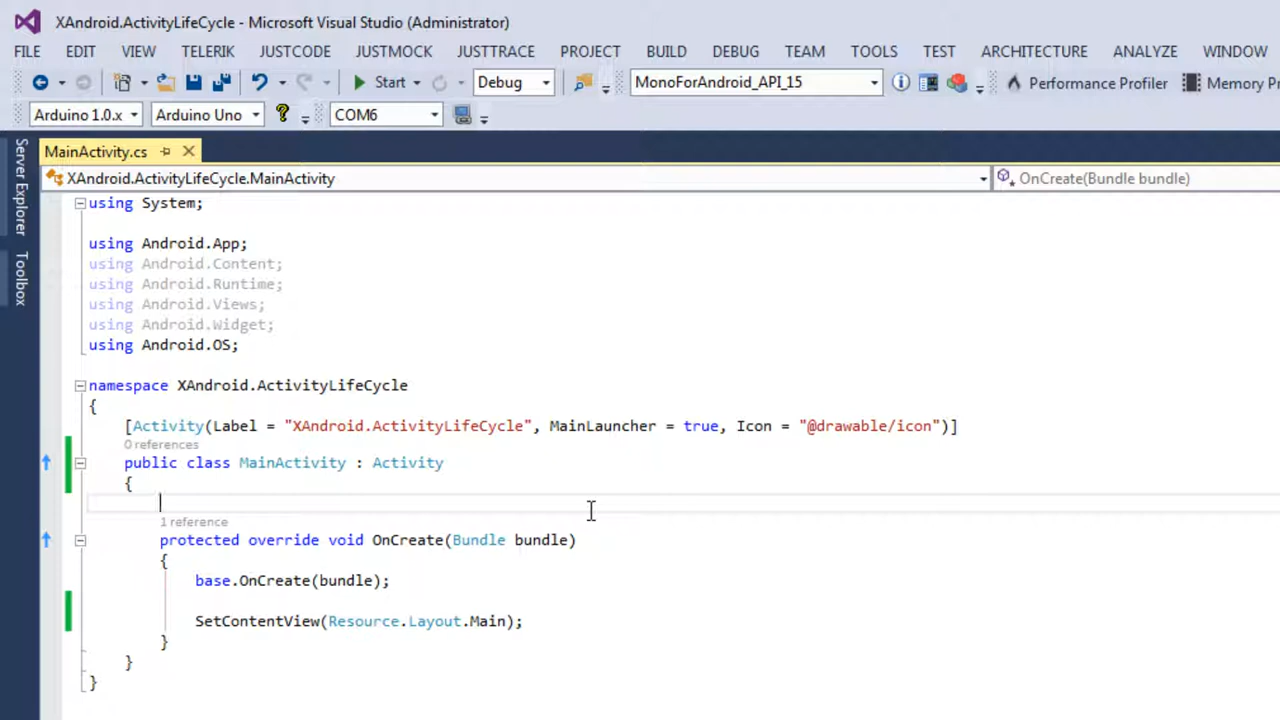 XAndroid.ActivityLifeCycle - Microsoft Visual Studio (Administrator)
FILE EDIT VIEW TELERIK JUSTCODE JUSTMOCK JUSTTRACE PROJECT BUILD DEBUG TEAM TOOLS TEST ARCHITECTURE ANALYZE WINDOW
Start Debug MonoForAndroid_API_15 Performance Profiler Memory Pr
Arduino 1.0.x Arduino Uno ? COM6
Server Explorer
Toolbox
MainActivity.cs
XAndroid.ActivityLifeCycle.MainActivity OnCreate(Bundle bundle)
using System;
using Android.App;
using Android.Content;
using Android.Runtime;
using Android.Views;
using Android.Widget;
using Android.OS;
namespace XAndroid.ActivityLifeCycle
{
[Activity(Label = "XAndroid.ActivityLifeCycle", MainLauncher = true, Icon = "@drawable/icon")]
0 references
public class MainActivity : Activity
{
1 reference
protected override void OnCreate(Bundle bundle)
{
base.OnCreate(bundle);
SetContentView(Resource.Layout.Main);
}
}
}